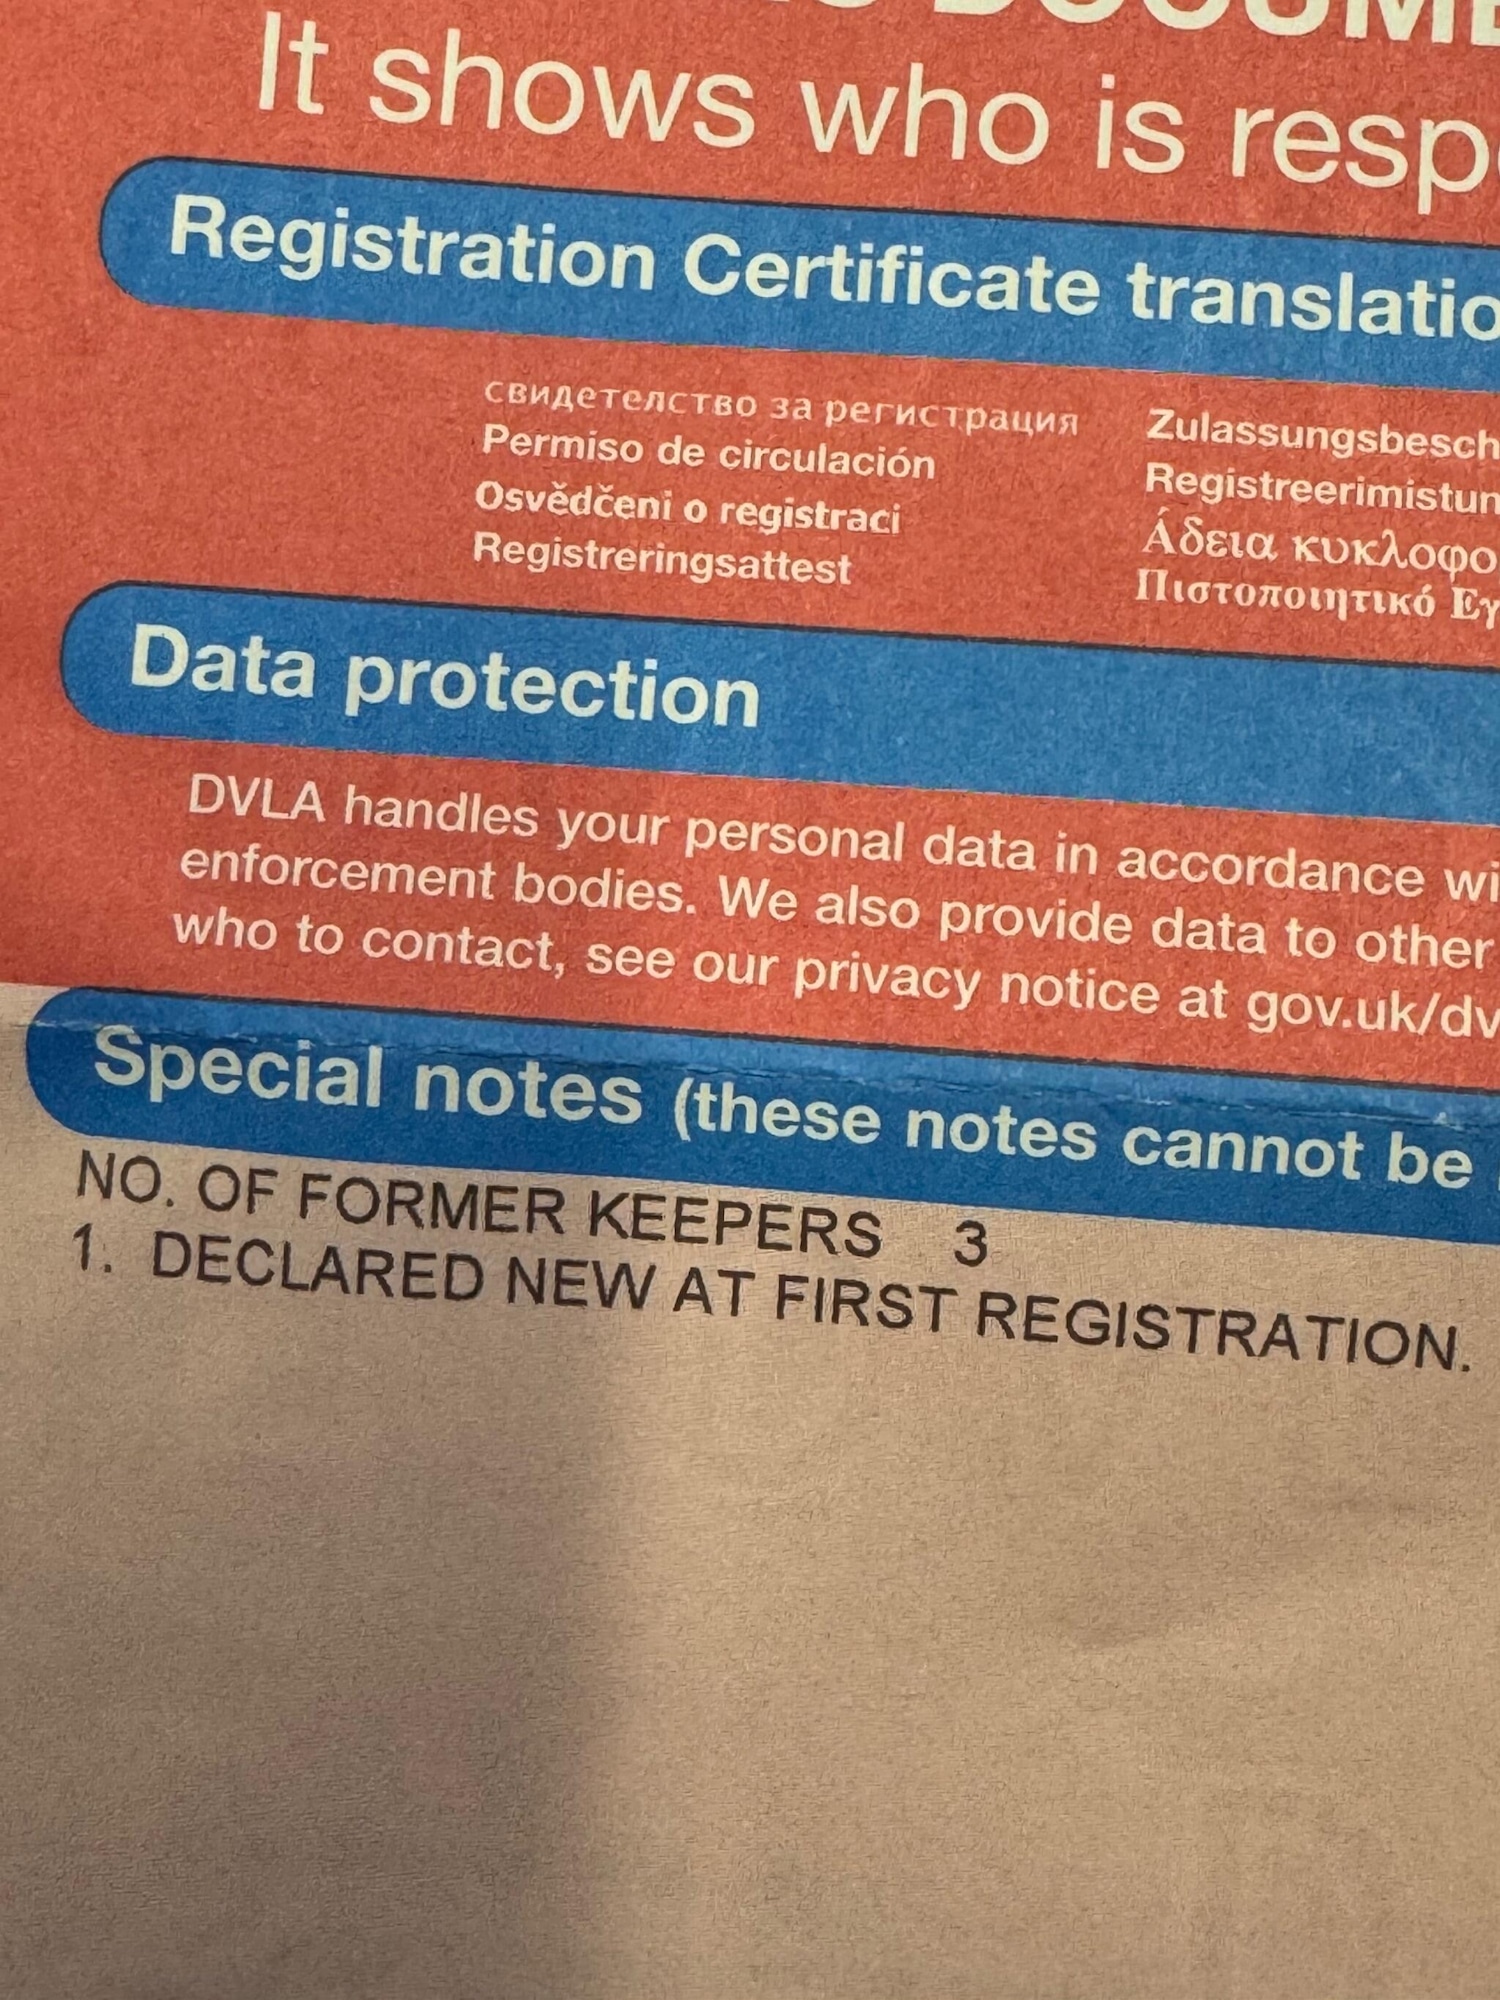 It shows who is resp
Registration Certificate translatio
свидетелство за регистрация
Permiso de circulación
Osvědčeni o registraci
Registreringsattest
Zulassungsbesch
Registreerimistun
Άδεια κυκλοφο
Πιστοποιητικό Εγ
Data protection
DVLA handles your personal data in accordance wi
enforcement bodies. We also provide data to other
who to contact, see our privacy notice at gov.uk/dv
Special notes (these notes cannot be
NO. OF FORMER KEEPERS 3
1. DECLARED NEW AT FIRST REGISTRATION.